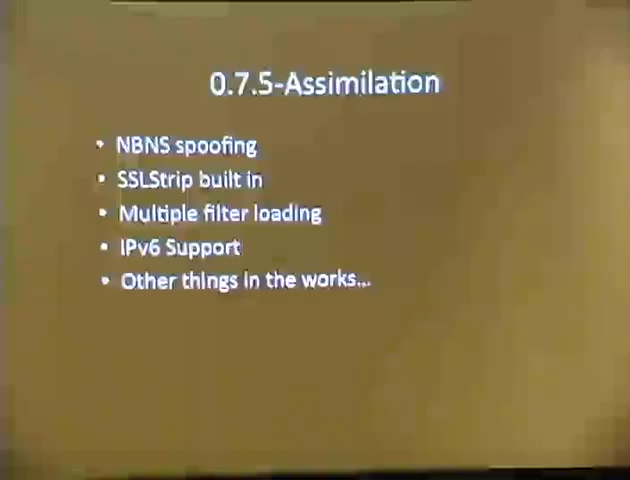 0.7.5-Assimilation
• NBNS spoofing
• SSLStrip built in
• Multiple filter loading
• IPv6 Support
• Other things in the works...